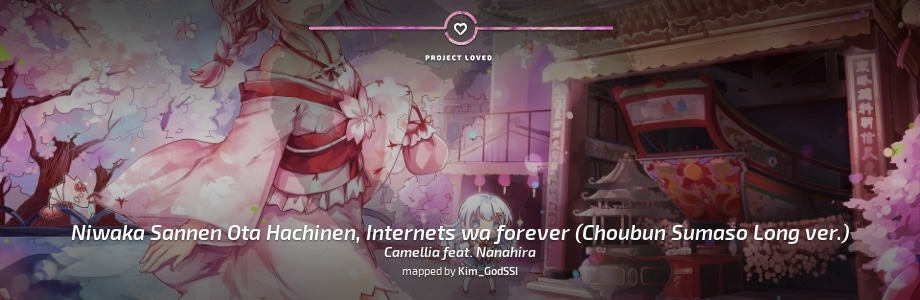 PROJECT LOVED
Niwaka Sannen Ota Hachinen, Internets wa forever (Choubun Sumaso Long ver.)
Camellia feat. Nanahira
mapped by Kim_GodSSI